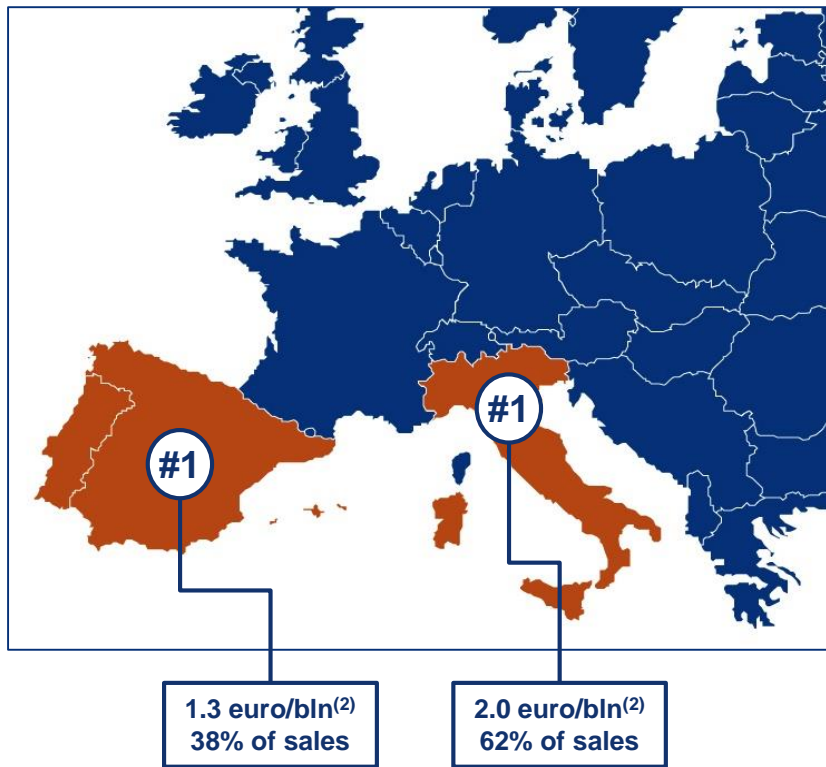 #1
#1
1.3 euro/bln(2)
38% of sales
2.0 euro/bln(2)
62% of sales